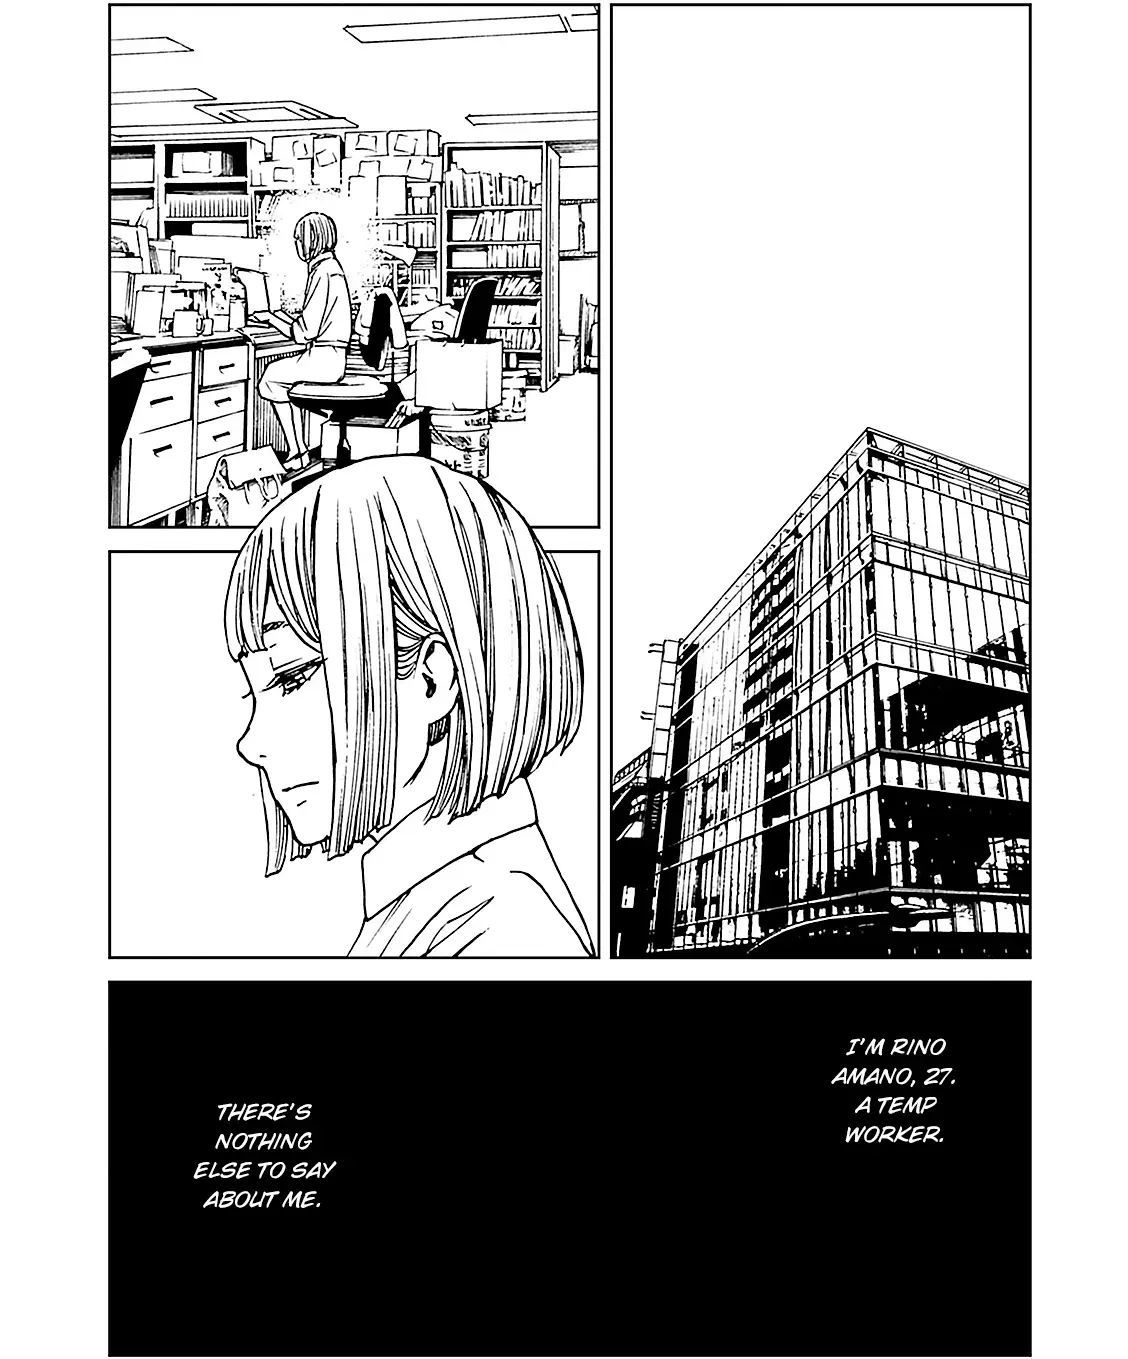 I'M RINO
AMANO, 27.
A TEMP
WORKER.
THERE'S
NOTHING
ELSE TO SAY
ABOUT ME.